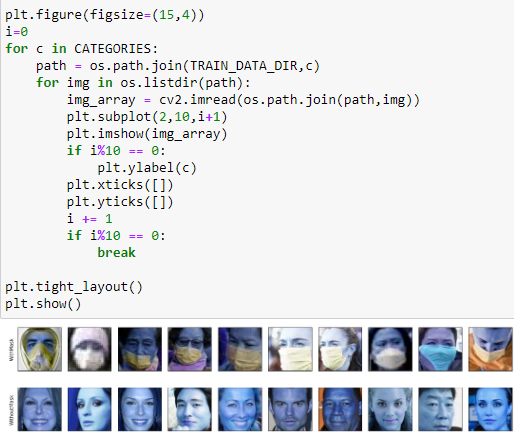 plt.figure(figsize=(15,4))
i=0
for c in CATEGORIES:
    path = os.path.join(TRAIN_DATA_DIR,c)
    for img in os.listdir(path):
        img_array = cv2.imread(os.path.join(path,img))
        plt.subplot(2,10,i+1)
        plt.imshow(img_array)
        if i%10 == 0:
            plt.ylabel(c)
        plt.xticks([])
        plt.yticks([])
        i += 1
        if i%10 == 0:
            break

plt.tight_layout()
plt.show()
WithMask
WithoutMask